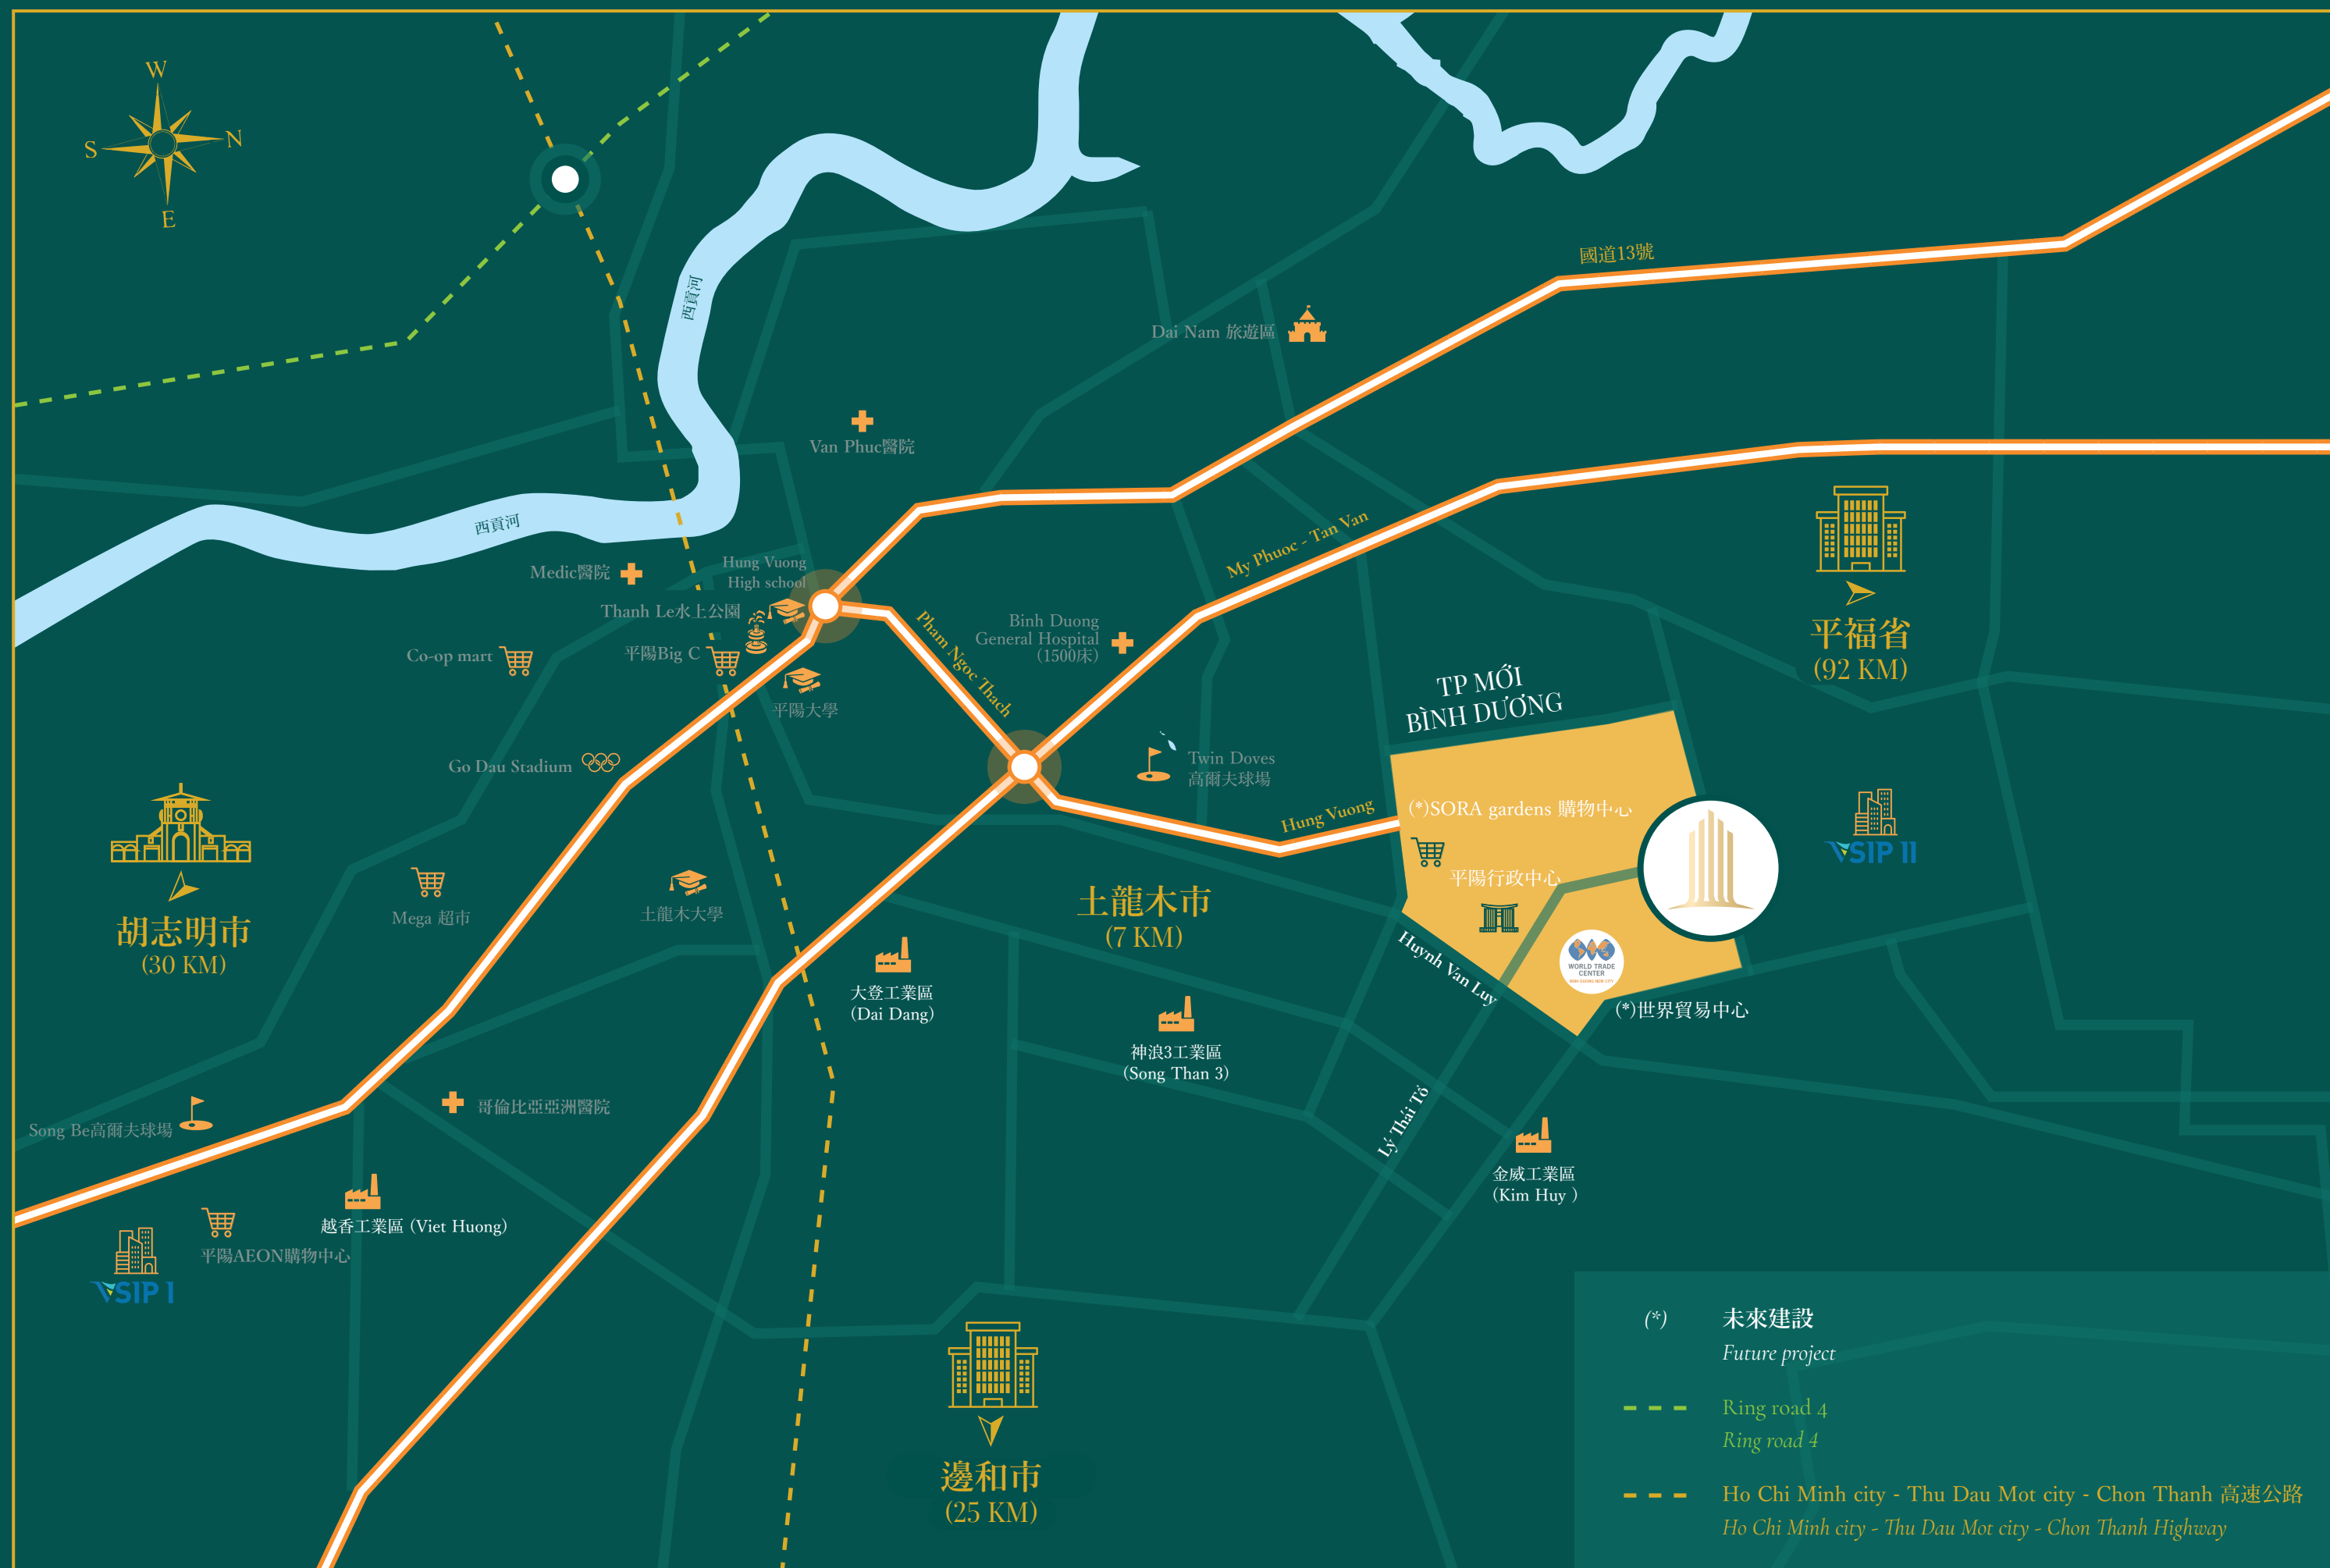 W
S
N
E
國道13號
西貢河
Dai Nam 旅遊區
Van Phuc醫院
西貢河
My Phuoc - Tan Van
Medic醫院
Hung Vuong
High school
Thanh Le水上公園
Co-op mart
平陽Big C
平陽大學
Pham Ngoc Thach
Binh Duong
General Hospital
(1500床)
平福省
(92 KM)
TP MỚI
BÌNH DƯƠNG
Go Dau Stadium
Twin Doves
高爾夫球場
Hung Vuong
(*)SORA gardens 購物中心
平陽行政中心
VSIP II
胡志明市
(30 KM)
Mega 超市
土龍木大學
土龍木市
(7 KM)
Huynh Van Luy
WORLD TRADE
CENTER
BINH DUONG NEW CITY
(*)世界貿易中心
大登工業區
(Dai Dang)
神浪3工業區
(Song Than 3)
Lý Thái Tổ
Song Be高爾夫球場
哥倫比亞亞洲醫院
金威工業區
(Kim Huy )
越香工業區 (Viet Huong)
平陽AEON購物中心
VSIP I
邊和市
(25 KM)
(*) 未來建設
Future project
Ring road 4
Ring road 4
Ho Chi Minh city - Thu Dau Mot city - Chon Thanh 高速公路
Ho Chi Minh city - Thu Dau Mot city - Chon Thanh Highway